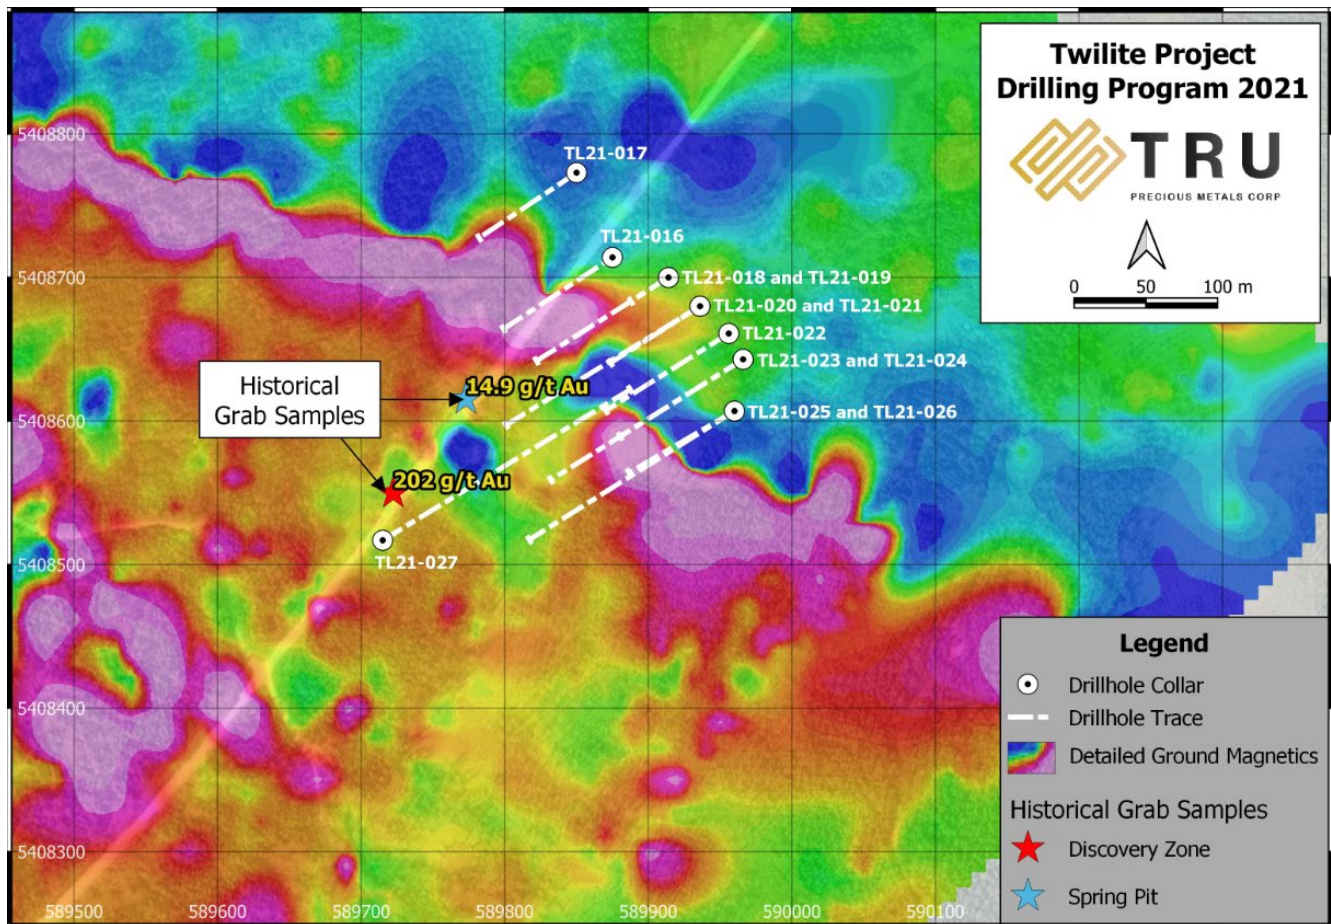 Twilite Project
Drilling Program 2021
TRU
PRECIOUS METALS CORP
0 50 100 m
5408800
TL21-017
TL21-016
5408700
TL21-018 and TL21-019
TL21-020 and TL21-021
TL21-022
TL21-023 and TL21-024
Historical
Grab Samples
14.9 g/t Au
5408600
TL21-025 and TL21-026
202 g/t Au
TL21-027
5408500
5408400
5408300
589500
589600
589700
589800
589900
590000
590100
Legend
Drillhole Collar
Drillhole Trace
Detailed Ground Magnetics
Historical Grab Samples
Discovery Zone
Spring Pit